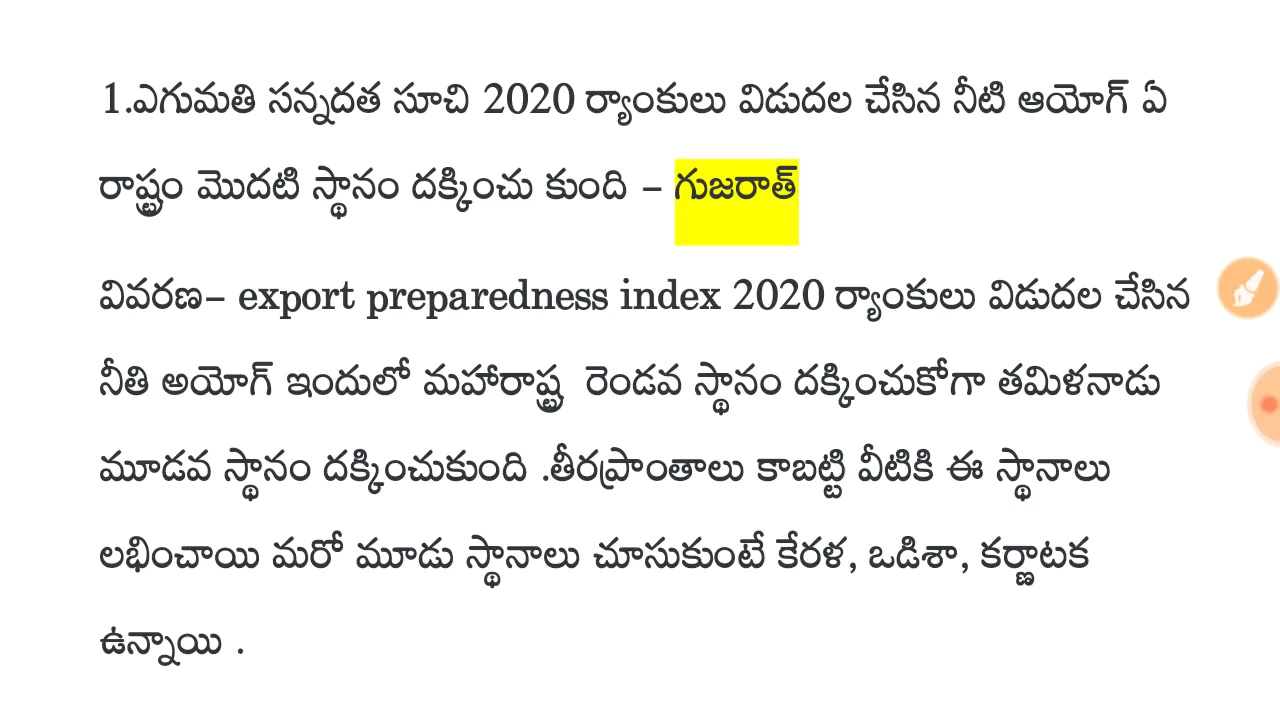 1.ఎగుమతి సన్నదత సూచి 2020 ర్యాంకులు విడుదల చేసిన నీటి ఆయోగ్ ఏ
రాష్ట్రం మొదటి స్థానం దక్కించు కుంది – గుజరాత్
వివరణ– export preparedness index 2020 ర్యాంకులు విడుదల చేసిన
నీతి అయోగ్ ఇందులో మహారాష్ట్ర రెండవ స్థానం దక్కించుకోగా తమిళనాడు
మూడవ స్థానం దక్కించుకుంది .తీరప్రాంతాలు కాబట్టి వీటికి ఈ స్థానాలు
లభించాయి మరో మూడు స్థానాలు చూసుకుంటే కేరళ, ఒడిశా, కర్ణాటక
ఉన్నాయి .